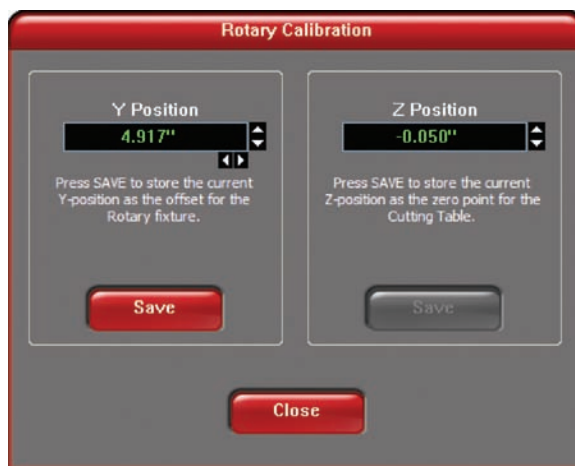 Rotary Calibration
Y Position
4.917"
Press SAVE to store the current
Y-position as the offset for the
Rotary fixture.
Save
Z Position
-0.050"
Press SAVE to store the current
Z-position as the zero point for the
Cutting Table.
Save
Close